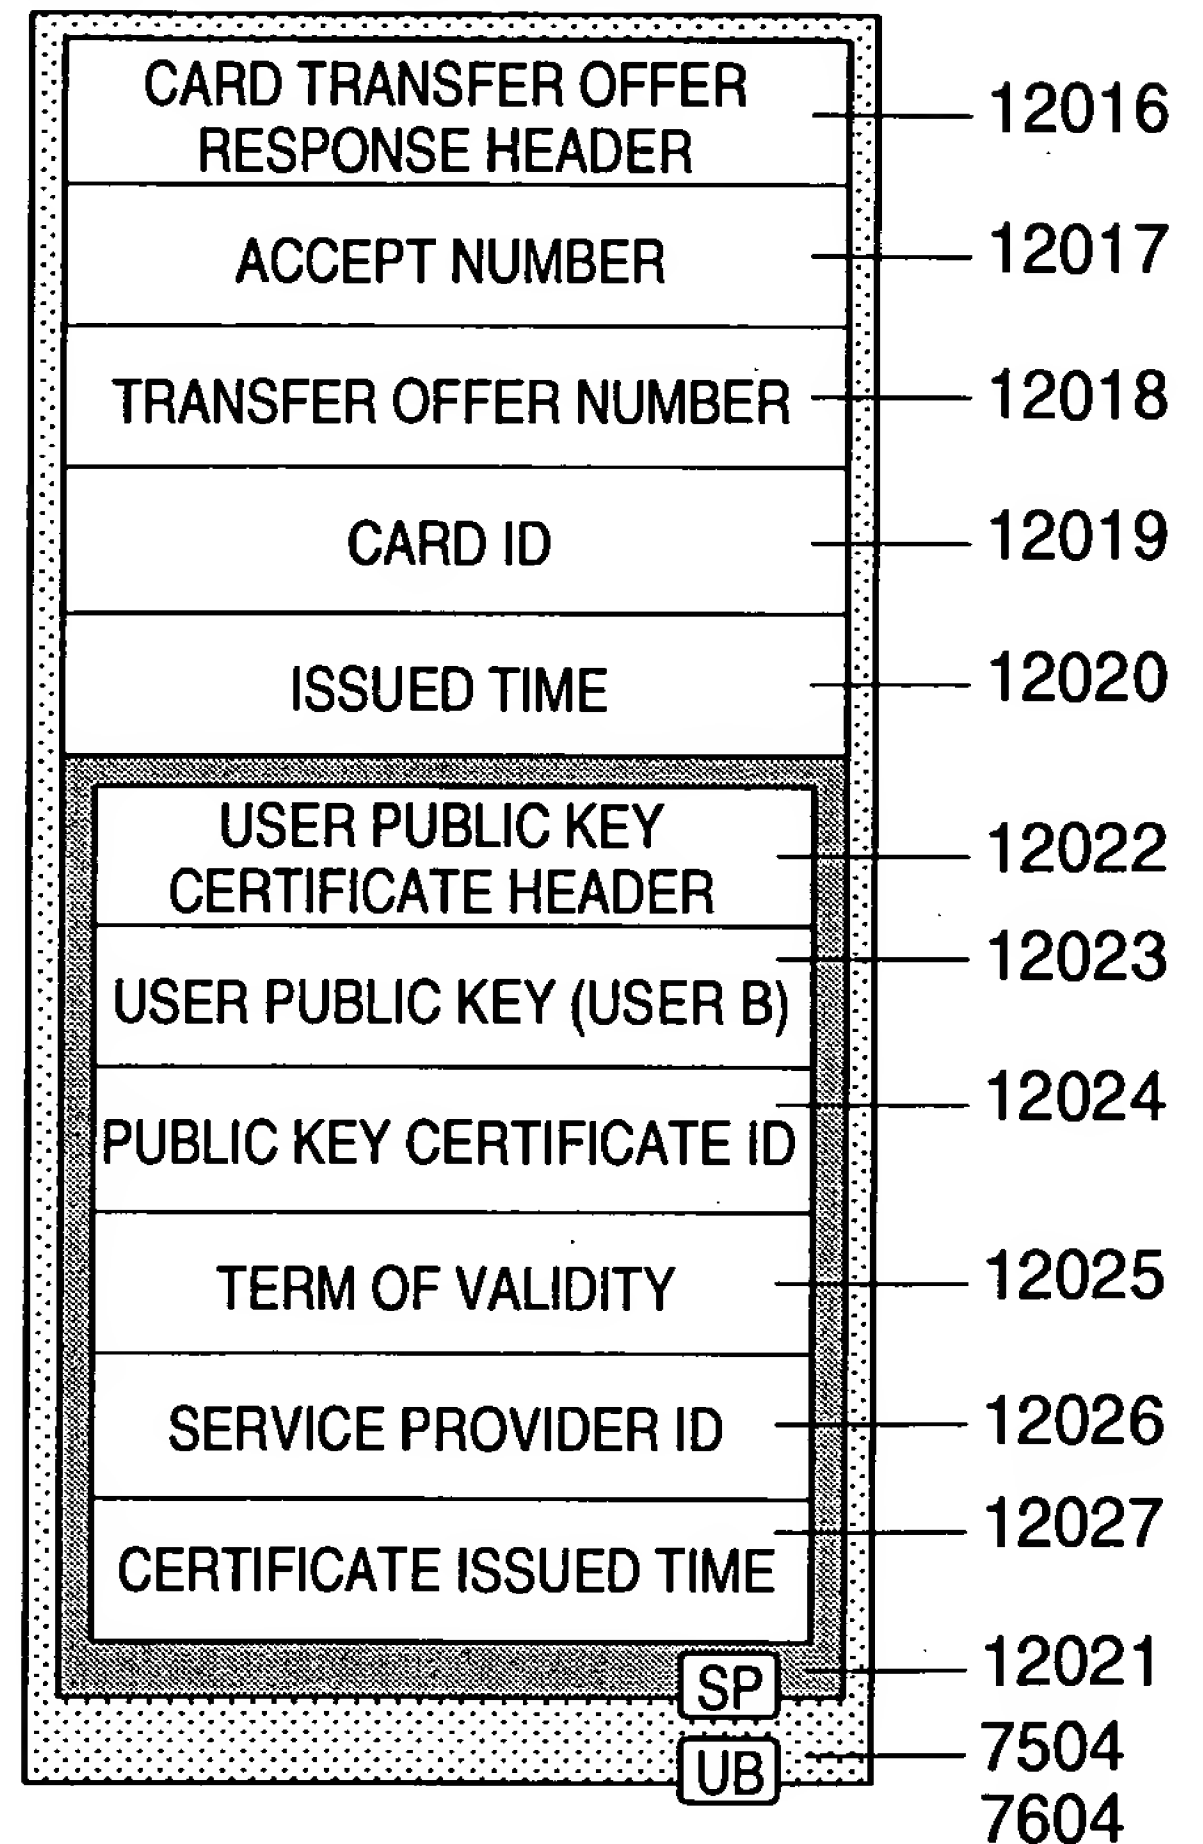 CARD TRANSFER OFFER
RESPONSE HEADER
12016
ACCEPT NUMBER
12017
TRANSFER OFFER NUMBER
12018
CARD ID
12019
ISSUED TIME
12020
USER PUBLIC KEY
CERTIFICATE HEADER
12022
USER PUBLIC KEY (USER B)
12023
PUBLIC KEY CERTIFICATE ID
12024
TERM OF VALIDITY
12025
SERVICE PROVIDER ID
12026
CERTIFICATE ISSUED TIME
12027
SP
12021
UB
7504
7604